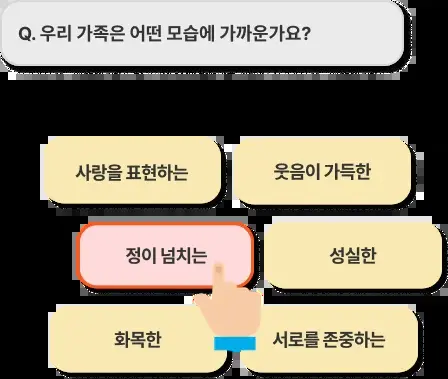 Q. 우리 가족은 어떤 모습에 가까운가요?
사랑을 표현하는
웃음이 가득한
정이 넘치는
성실한
화목한
서로를 존중하는